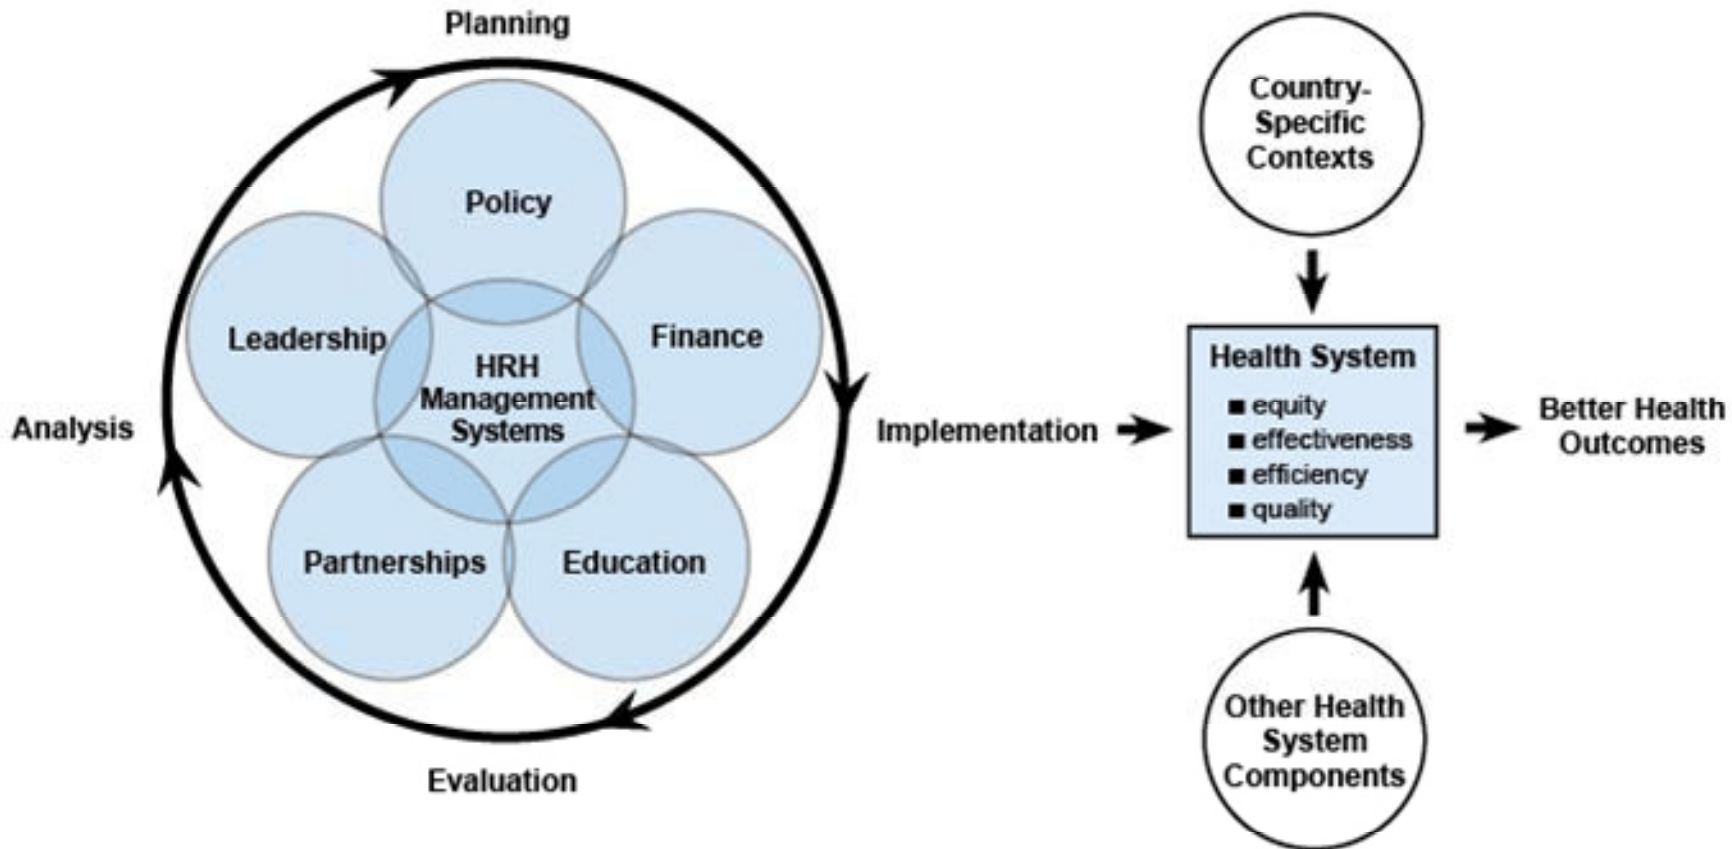 Planning
Policy
Leadership
Finance
HRH
Management
Systems
Analysis
Implementation
Partnerships
Education
Evaluation
Country-
Specific
Contexts
Health System
■ equity
■ effectiveness
■ efficiency
■ quality
Better Health
Outcomes
Other Health
System
Components